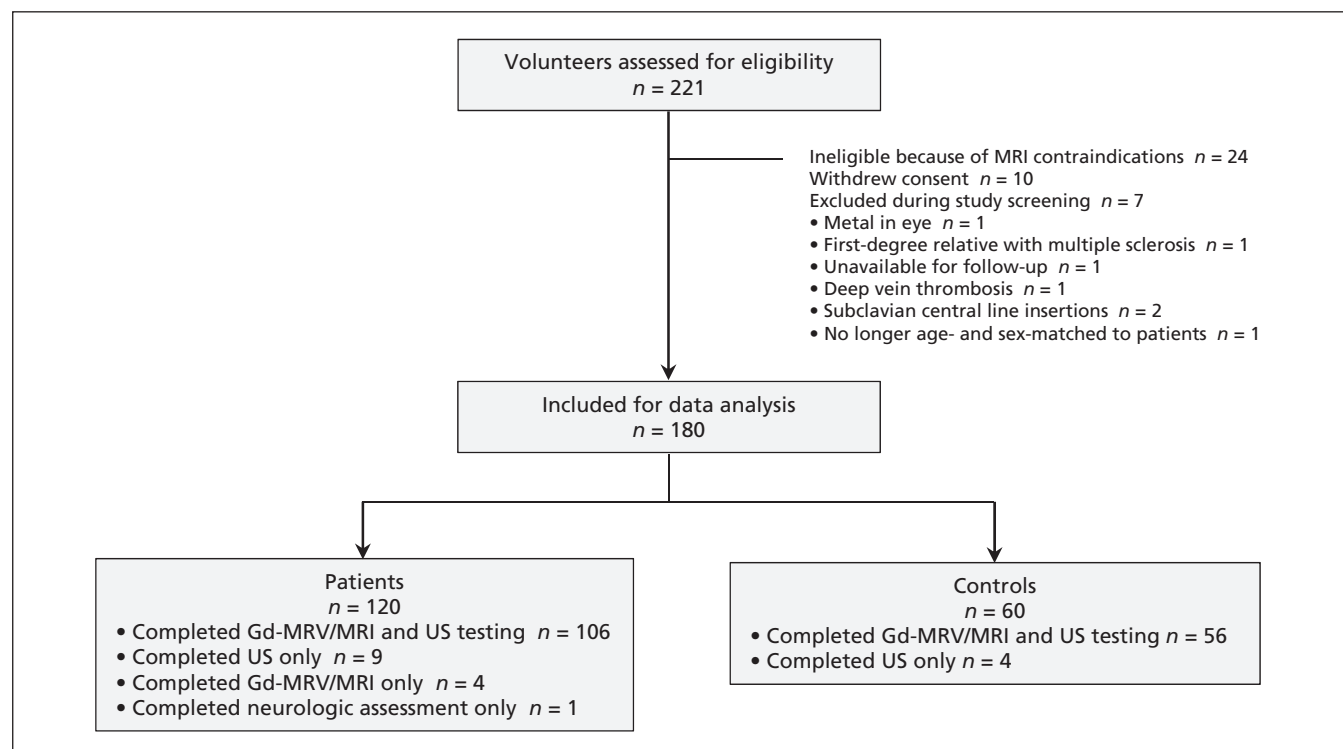 Volunteers assessed for eligibility
n = 221
Ineligible because of MRI contraindications n = 24
Withdrew consent n = 10
Excluded during study screening n = 7
• Metal in eye n = 1
• First-degree relative with multiple sclerosis n = 1
• Unavailable for follow-up n = 1
• Deep vein thrombosis n = 1
• Subclavian central line insertions n = 2
• No longer age- and sex-matched to patients n = 1
Included for data analysis
n = 180
Patients
n = 120
• Completed Gd-MRV/MRI and US testing n = 106
• Completed US only n = 9
• Completed Gd-MRV/MRI only n = 4
• Completed neurologic assessment only n = 1
Controls
n = 60
• Completed Gd-MRV/MRI and US testing n = 56
• Completed US only n = 4